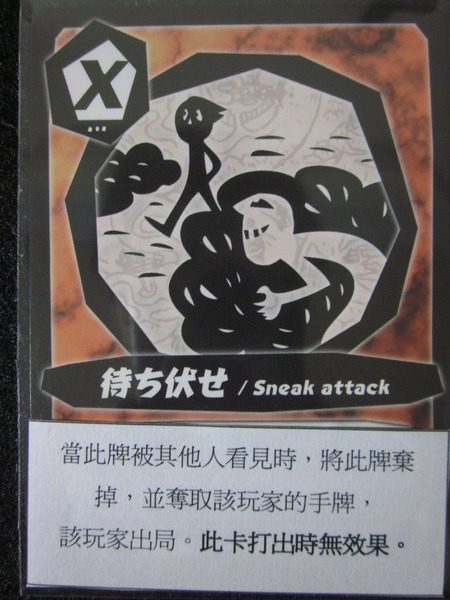 X
...
待ち伏せ / Sneak attack
當此牌被其他人看見時，將此牌棄
掉，並奪取該玩家的手牌，
該玩家出局。此卡打出時無效果。